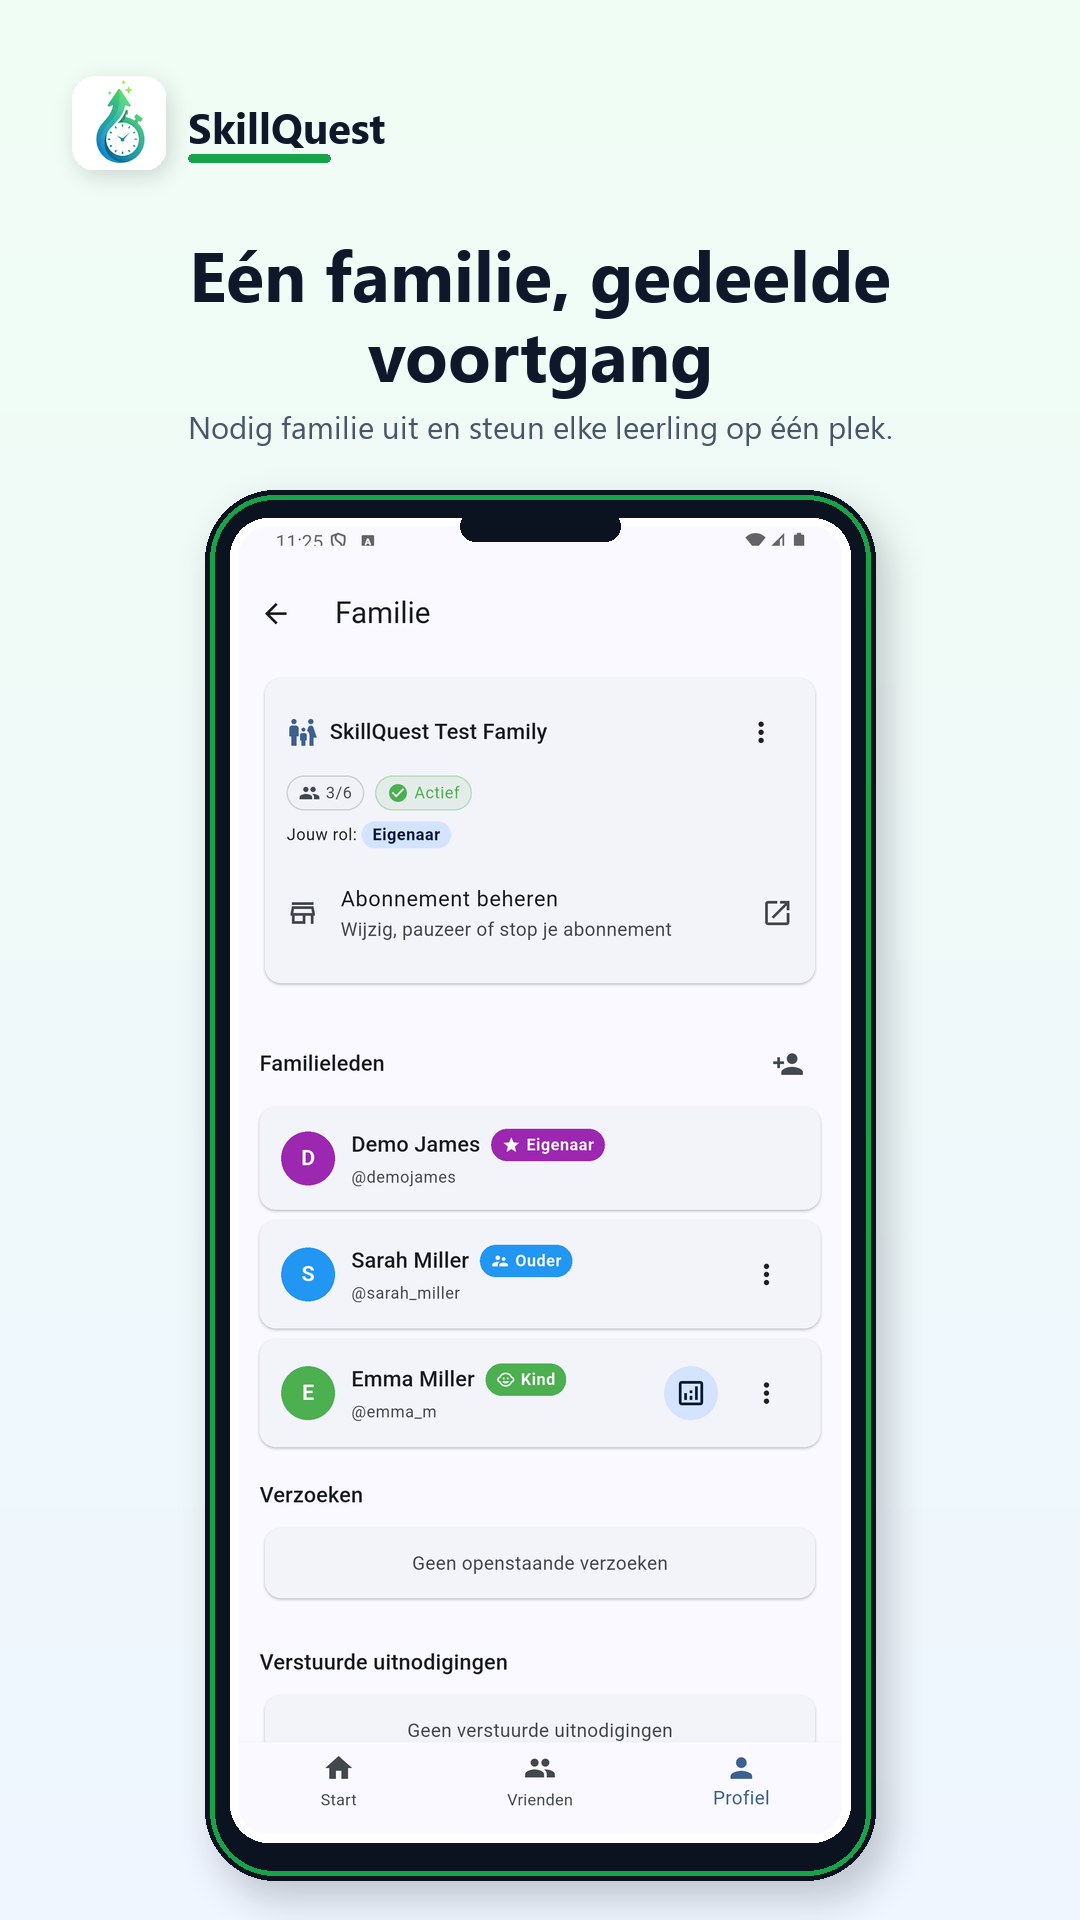 SkillQuest
Eén familie, gedeelde
voortgang
Nodig familie uit en steun elke leerling op één plek.
11:25
Familie
SkillQuest Test Family
3/6 Actief
Jouw rol: Eigenaar
Abonnement beheren
Wijzig, pauzeer of stop je abonnement
Familieleden
D Demo James Eigenaar
@demojames
S Sarah Miller Ouder
@sarah_miller
E Emma Miller Kind
@emma_m
Verzoeken
Geen openstaande verzoeken
Verstuurde uitnodigingen
Geen verstuurde uitnodigingen
Start Vrienden Profiel